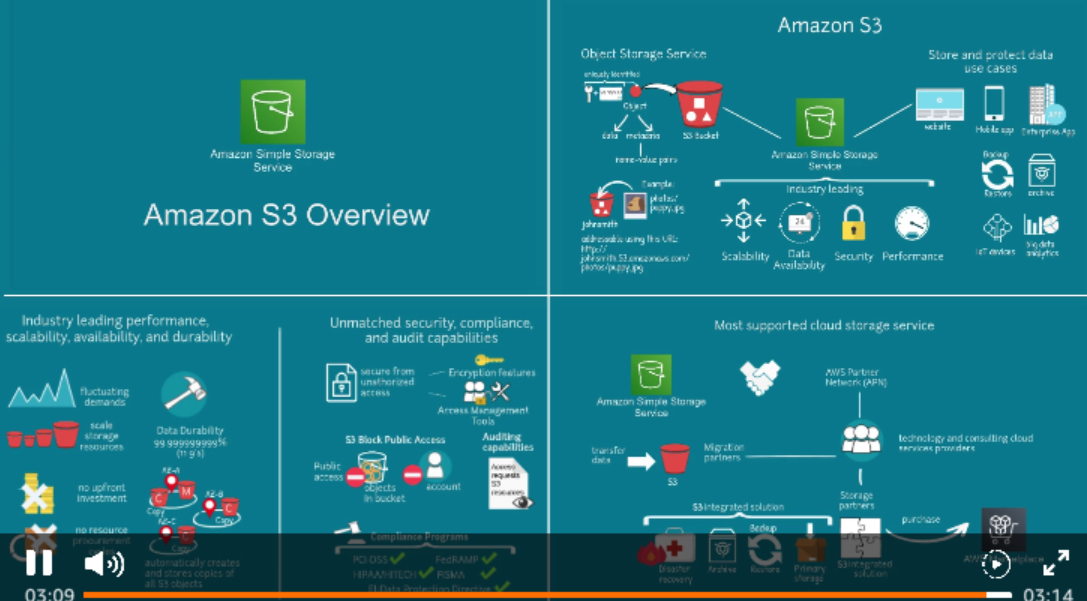 Amazon Simple Storage
Service
Amazon S3 Overview
Amazon S3
Object Storage Service
uniquely identified
Object
data
metadata
name-value pairs
S3 Bucket
Example:
photos/
puppy.jpg
johnsmith
addressable using this URL:
http://
johnsmith.S3.amazonaws.com/
photos/puppy.jpg
Amazon Simple Storage
Service
Industry leading
Scalability
Data
Availability
Security
Performance
Store and protect data
use cases
website
Mobile app
Enterprise App
Backup
Restore
archive
IoT devices
big data
analytics
Industry leading performance,
scalability, availability, and durability
fluctuating
demands
scale
storage
resources
no upfront
investment
no resource
procurement
Data Durability
99.999999999%
(11 9's)
AZ-A
C
M
Copy
AZ-B
C
Copy
AZ-C
C
Copy
automatically creates
and stores copies of
all S3 objects
Unmatched security, compliance,
and audit capabilities
secure from
unathorized
access
Encryption features
Access Management
Tools
S3 Block Public Access
Public
access
objects
in bucket
account
Auditing
capabilities
Access
requests
S3
resources
Compliance Programs
PCI-DSS
FedRAMP
HIPAA/HITECH
FISMA
EI Data Protection Directive
Most supported cloud storage service
Amazon Simple Storage
Service
AWS Partner
Network (APN)
technology and consulting cloud
services providers
transfer
data
S3
Migration
partners
Storage
partners
S3 integrated solution
Disaster
recovery
Archive
Backup
Restore
Primary
storage
S3 integrated
solution
purchase
03:09
03:14